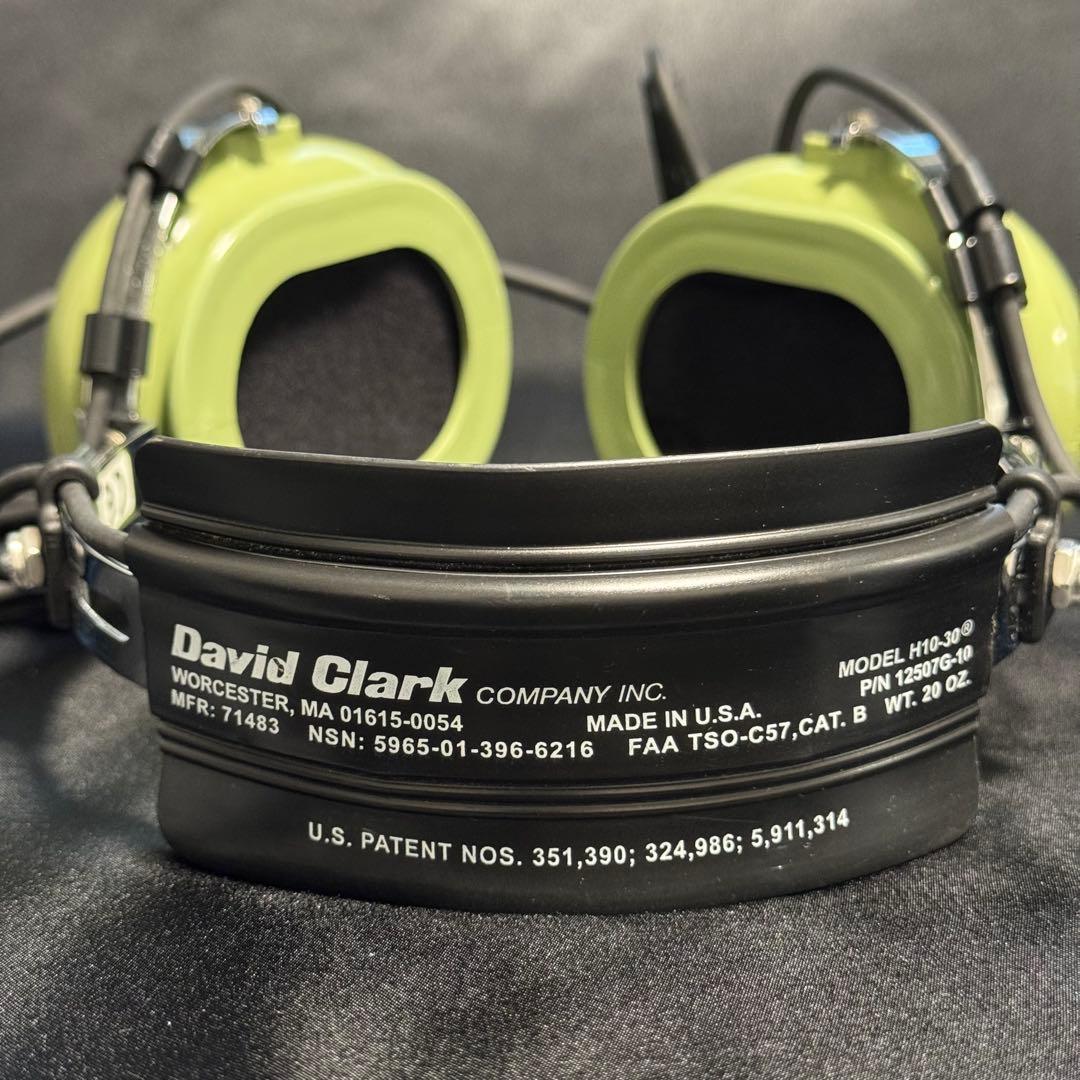 David Clark COMPANY INC.
WORCESTER, MA 01615-0054
MFR: 71483 NSN: 5965-01-396-6216
MADE IN U.S.A.
FAA TSO-C57,CAT. B
MODEL H10-30®
P/N 12507G-10
WT. 20 OZ.
U.S. PATENT NOS. 351,390; 324,986; 5,911,314